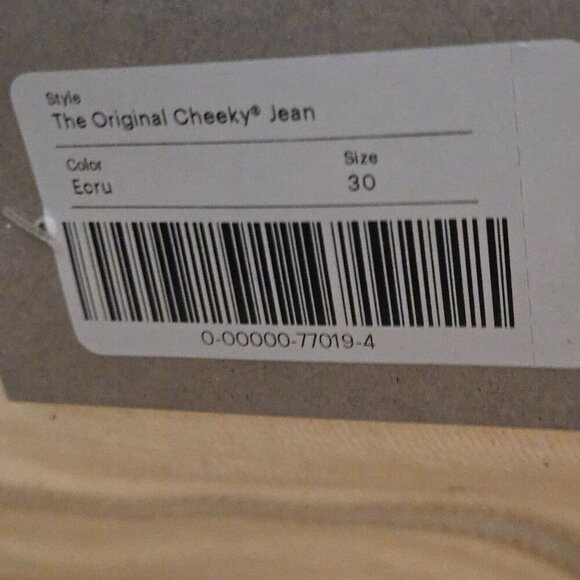 Style
The Original Cheeky® Jean
Color Size
Ecru 30
0-00000-77019-4